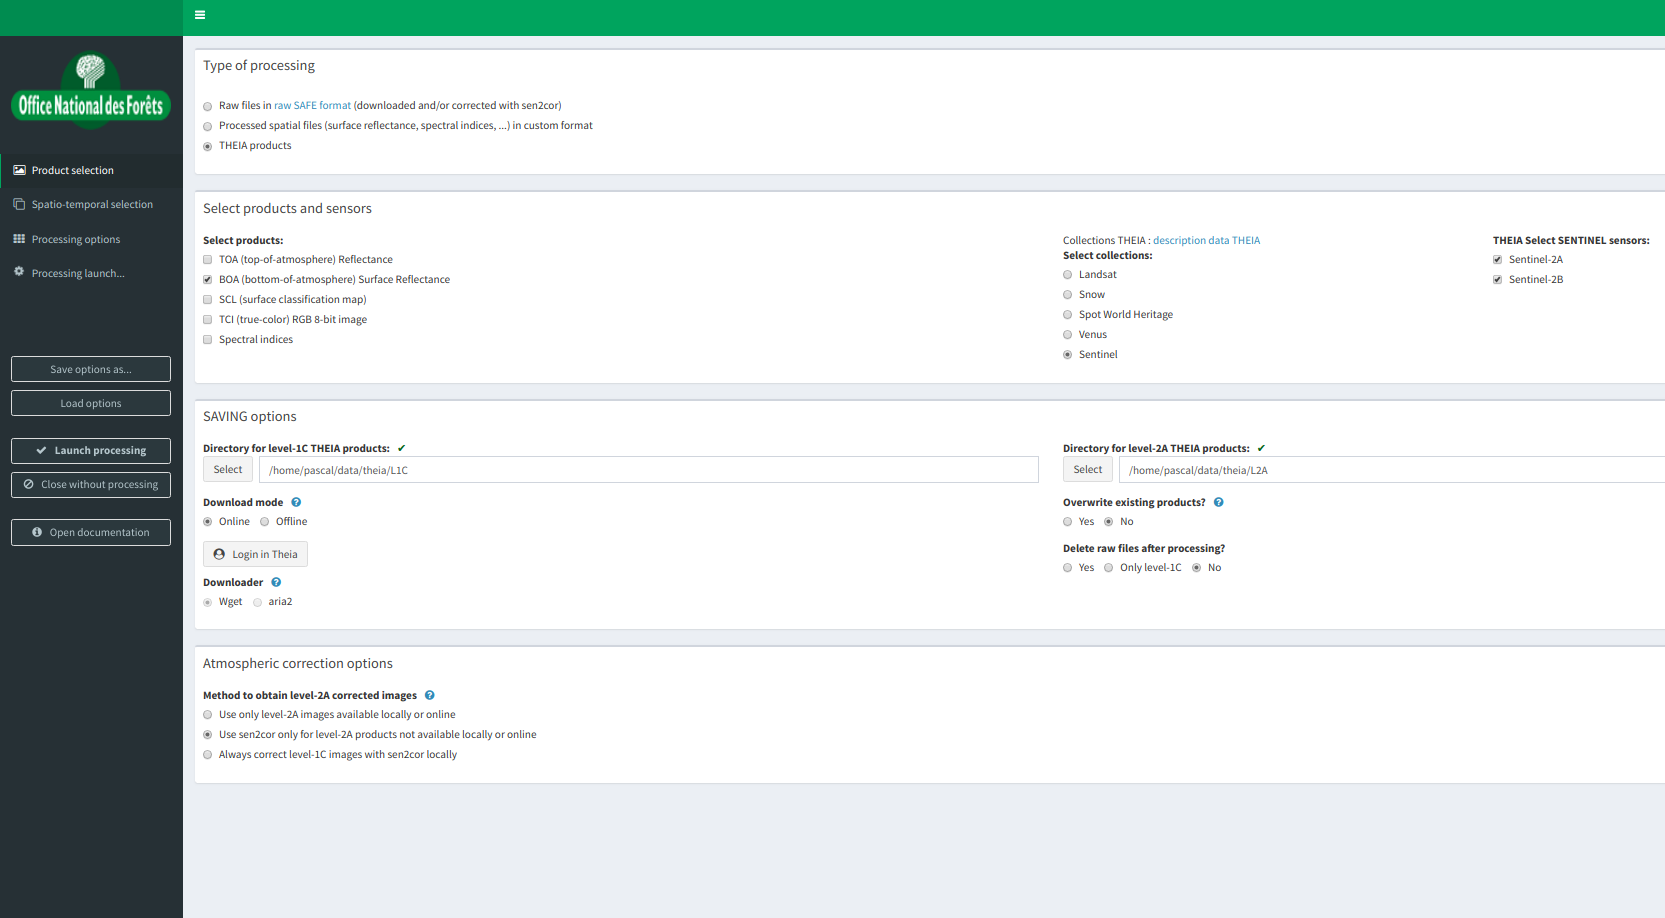 Office National des Forêts
Product selection
Spatio-temporal selection
Processing options
Processing launch...
Save options as...
Load options
Launch processing
Close without processing
Open documentation
Type of processing
Raw files in raw SAFE format (downloaded and/or corrected with sen2cor)
Processed spatial files (surface reflectance, spectral indices, ...) in custom format
THEIA products
Select products and sensors
Select products:
TOA (top-of-atmosphere) Reflectance
BOA (bottom-of-atmosphere) Surface Reflectance
SCL (surface classification map)
TCI (true-color) RGB 8-bit image
Spectral indices
Collections THEIA : description data THEIA
Select collections:
Landsat
Snow
Spot World Heritage
Venus
Sentinel
THEIA Select SENTINEL sensors:
Sentinel-2A
Sentinel-2B
SAVING options
Directory for level-1C THEIA products:
Select /home/pascal/data/theia/L1C
Download mode
Online Offline
Login in Theia
Downloader
Wget aria2
Directory for level-2A THEIA products:
Select /home/pascal/data/theia/L2A
Overwrite existing products?
Yes No
Delete raw files after processing?
Yes Only level-1C No
Atmospheric correction options
Method to obtain level-2A corrected images
Use only level-2A images available locally or online
Use sen2cor only for level-2A products not available locally or online
Always correct level-1C images with sen2cor locally